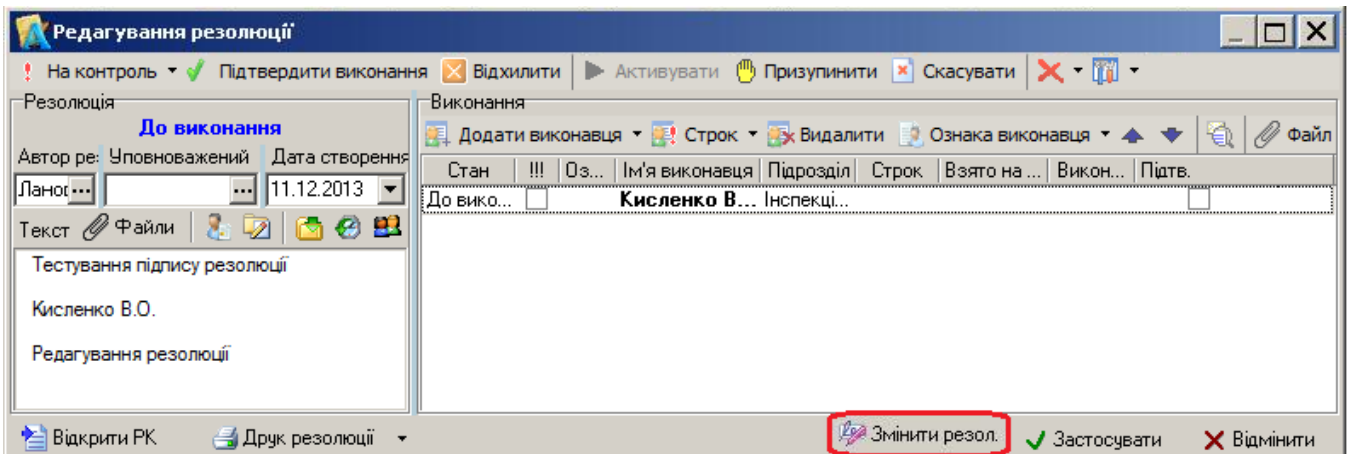 Редагування резолюції
На контроль Підтвердити виконання Відхилити Активувати Призупинити Скасувати
Резолюція
До виконання
Автор ре: Уповноважений Дата створення
Ланог ... ... 11.12.2013
Текст Файли
Тестування підпису резолюції
Кисленко В.О.
Редагування резолюції
Виконання
Додати виконавця Строк Видалити Ознака виконавця Файл
Стан !!! Оз... Ім'я виконавця Підрозділ Строк Взято на ... Викон... Підтв.
До вико... Кисленко В... Інспекці...
Відкрити РК Друк резолюції Змінити резол. Застосувати Відмінити